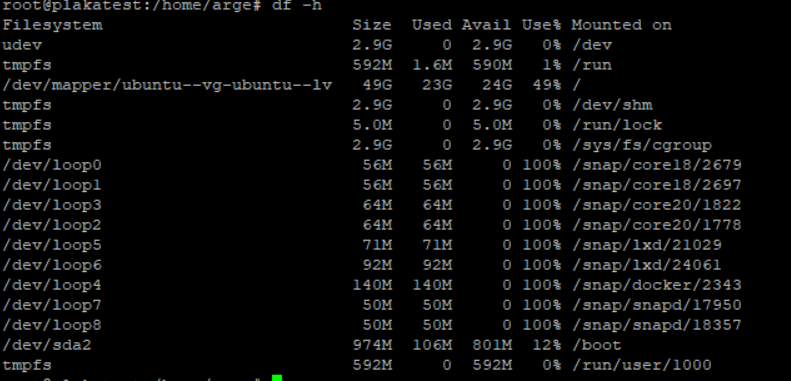 root@plakatest:/home/arge# df -h
Filesystem Size Used Avail Use% Mounted on
udev 2.9G 0 2.9G 0% /dev
tmpfs 592M 1.6M 590M 1% /run
/dev/mapper/ubuntu--vg-ubuntu--lv 49G 23G 24G 49% /
tmpfs 2.9G 0 2.9G 0% /dev/shm
tmpfs 5.0M 0 5.0M 0% /run/lock
tmpfs 2.9G 0 2.9G 0% /sys/fs/cgroup
/dev/loop0 56M 56M 0 100% /snap/core18/2679
/dev/loop1 56M 56M 0 100% /snap/core18/2697
/dev/loop3 64M 64M 0 100% /snap/core20/1822
/dev/loop2 64M 64M 0 100% /snap/core20/1778
/dev/loop5 71M 71M 0 100% /snap/lxd/21029
/dev/loop6 92M 92M 0 100% /snap/lxd/24061
/dev/loop4 140M 140M 0 100% /snap/docker/2343
/dev/loop7 50M 50M 0 100% /snap/snapd/17950
/dev/loop8 50M 50M 0 100% /snap/snapd/18357
/dev/sda2 974M 106M 801M 12% /boot
tmpfs 592M 0 592M 0% /run/user/1000